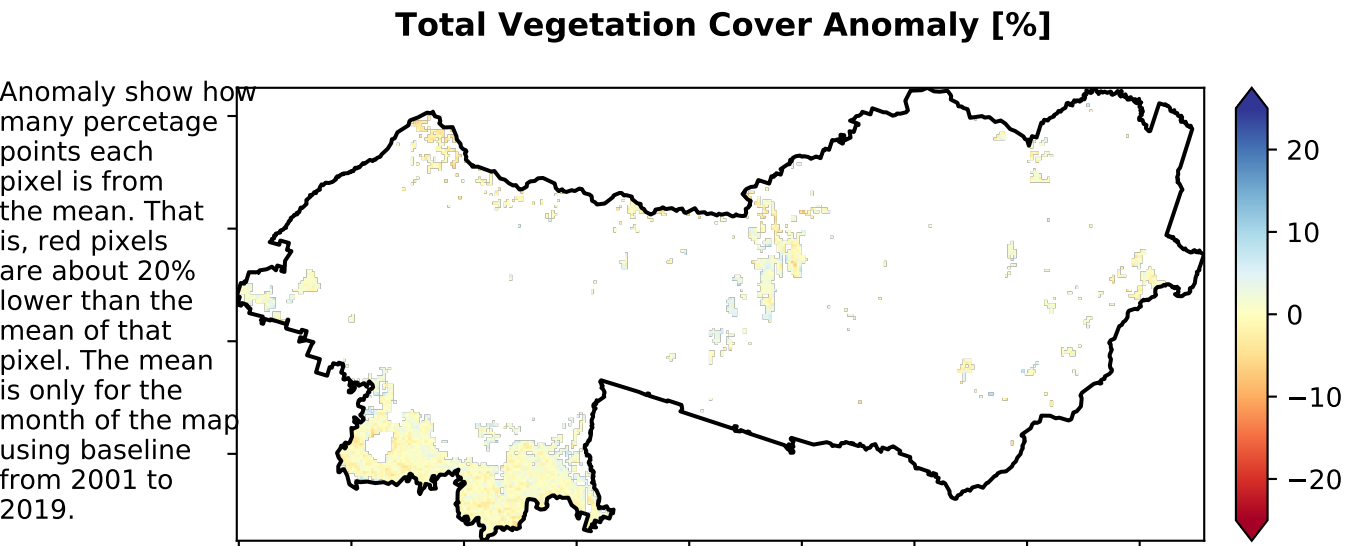 Total Vegetation Cover Anomaly [%]
Anomaly show how
many percetage
points each
pixel is from
the mean. That
is, red pixels
are about 20%
lower than the
mean of that
pixel. The mean
is only for the
month of the map
using baseline
from 2001 to
2019.
20
10
0
−10
−20